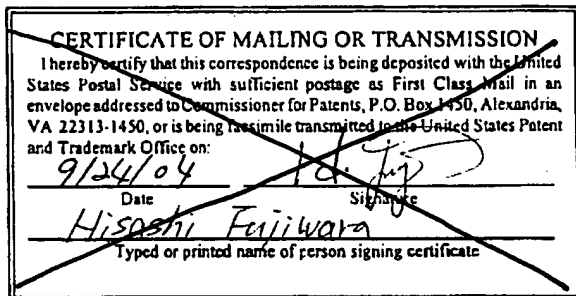 CERTIFICATE OF MAILING OR TRANSMISSION
I hereby certify that this correspondence is being deposited with the United
States Postal Service with sufficient postage as First Class Mail in an
envelope addressed to Commissioner for Patents, P.O. Box 1450, Alexandria,
VA 22313-1450, or is being facsimile transmitted to the United States Patent
and Trademark Office on:
9/24/04
Date Signature
Hisashi Fujiwara
Typed or printed name of person signing certificate